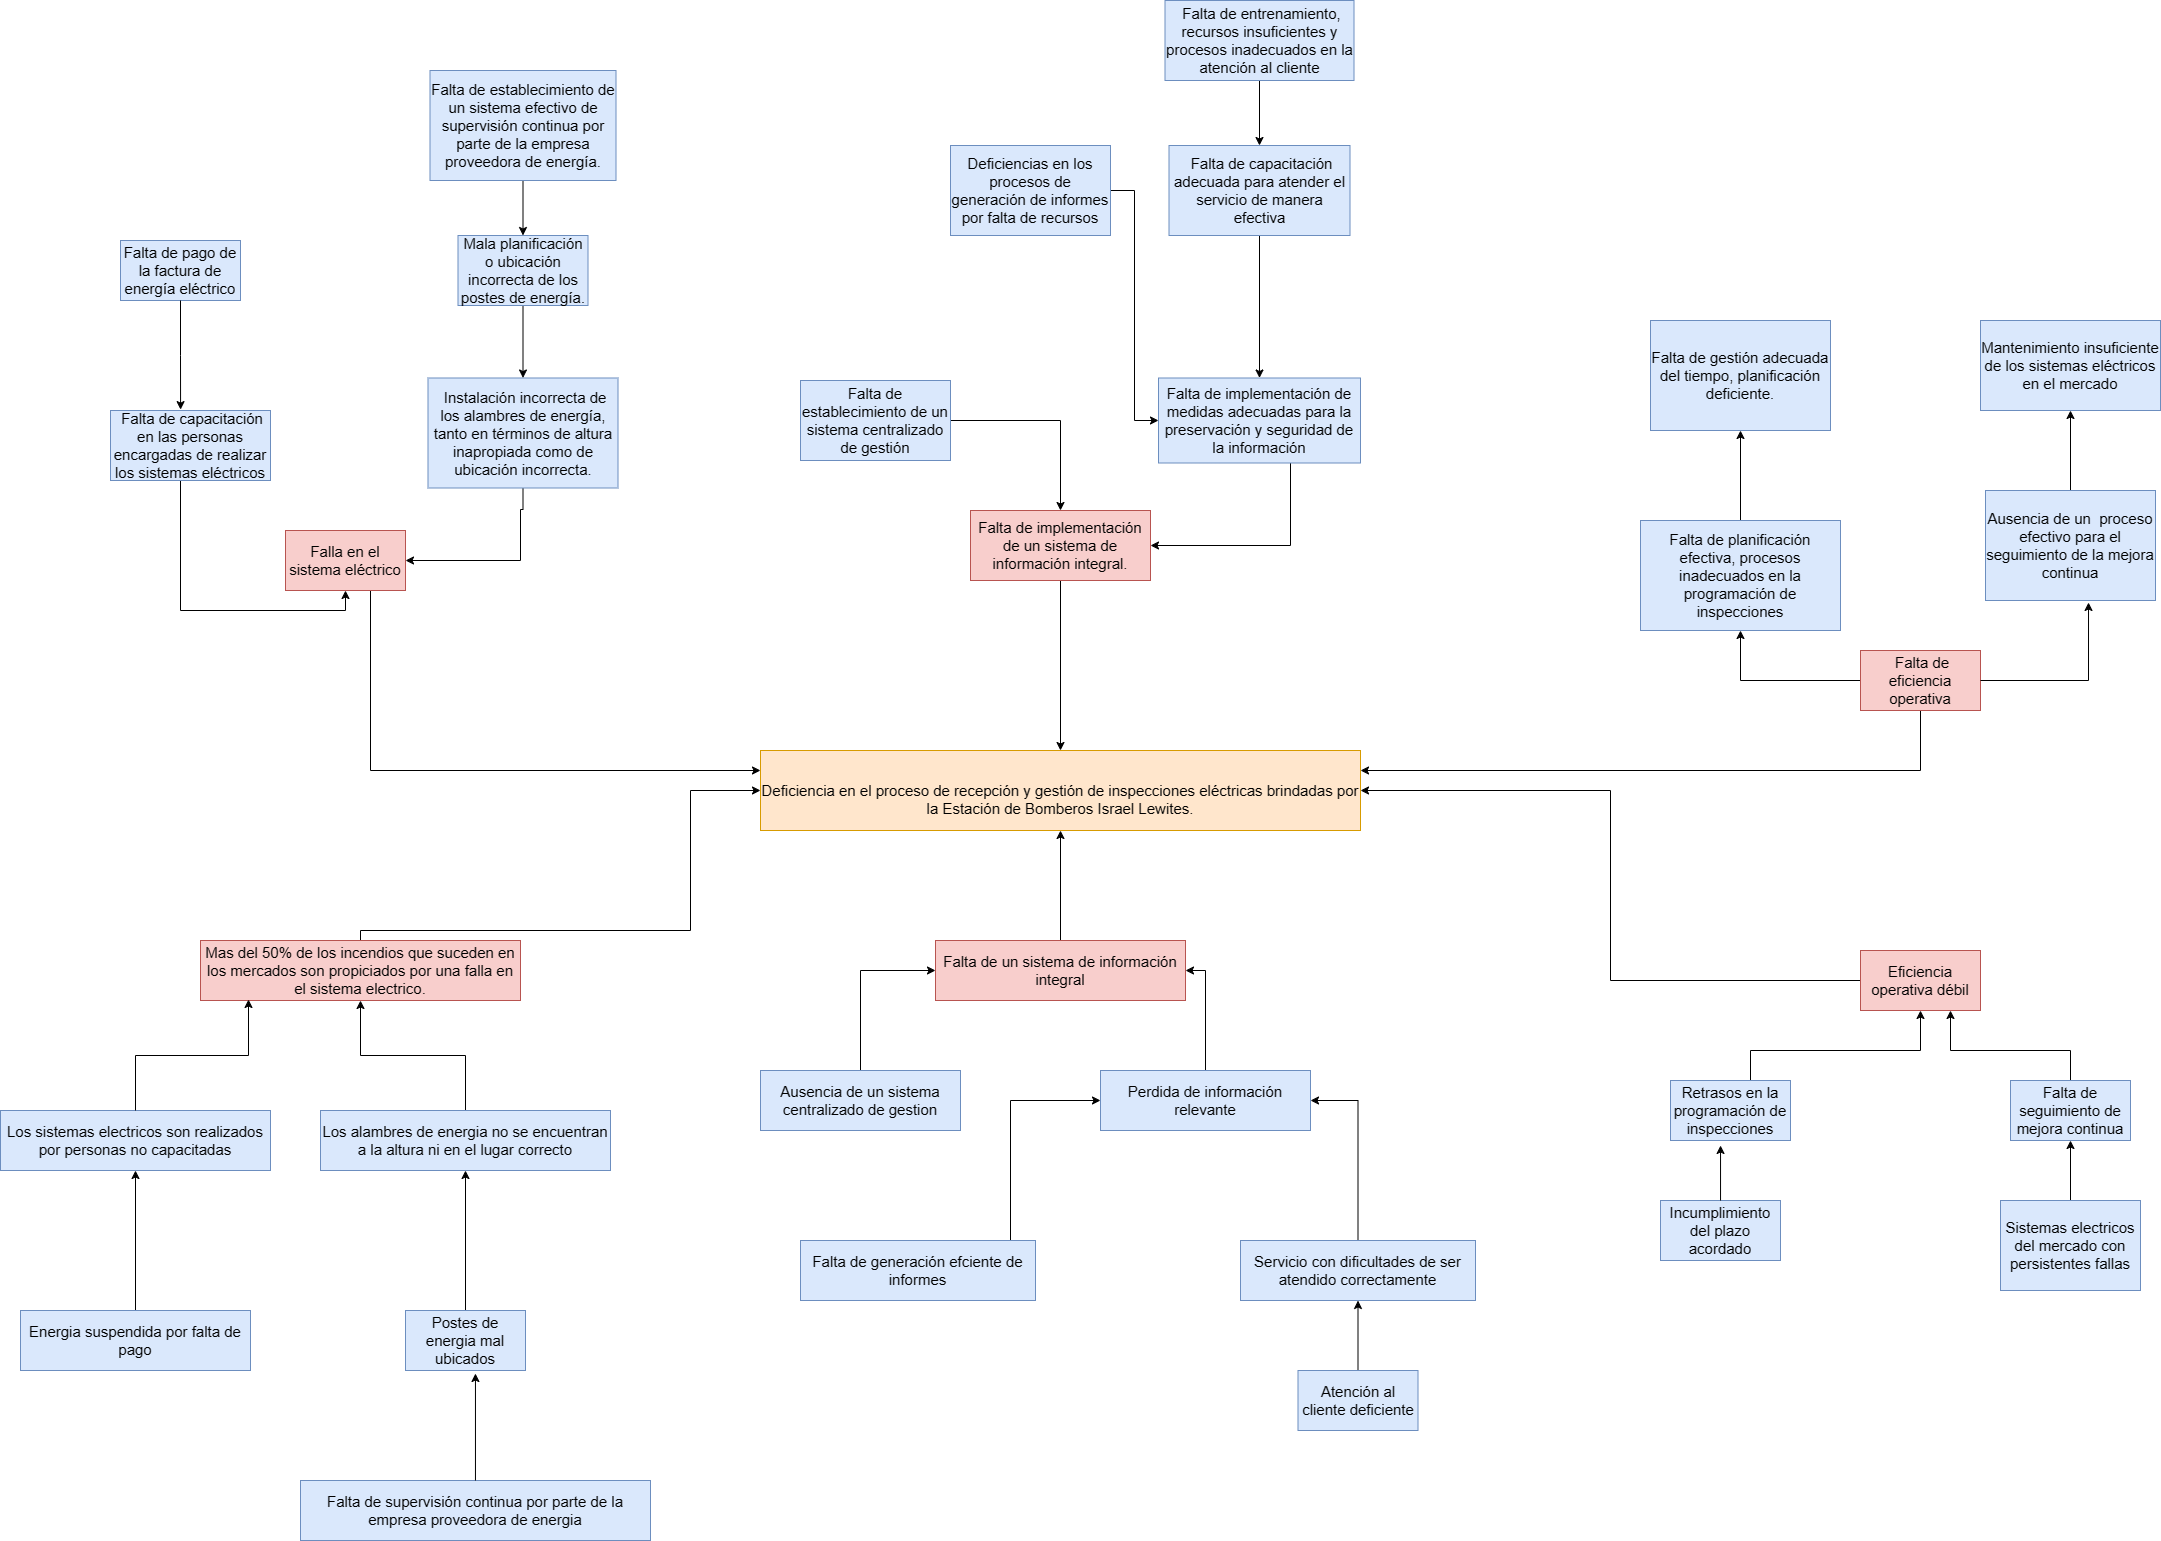 Falta de entrenamiento,
recursos insuficientes y
procesos inadecuados en la
atención al cliente
Falta de establecimiento de
un sistema efectivo de
supervisión continua por
parte de la empresa
proveedora de energía.
Deficiencias en los
procesos de
generación de informes
por falta de recursos
Falta de capacitación
adecuada para atender el
servicio de manera
efectiva
Falta de pago de
la factura de
energía eléctrico
Mala planificación
o ubicación
incorrecta de los
postes de energía.
Falta de gestión adecuada
del tiempo, planificación
deficiente.
Mantenimiento insuficiente
de los sistemas eléctricos
en el mercado
Falta de capacitación
en las personas
encargadas de realizar
los sistemas eléctricos
Instalación incorrecta de
los alambres de energía,
tanto en términos de altura
inapropiada como de
ubicación incorrecta.
Falta de
establecimiento de un
sistema centralizado
de gestión
Falta de implementación de
medidas adecuadas para la
preservación y seguridad de
la información
Falla en el
sistema eléctrico
Falta de implementación
de un sistema de
información integral.
Falta de planificación
efectiva, procesos
inadecuados en la
programación de
inspecciones
Ausencia de un  proceso
efectivo para el
seguimiento de la mejora
continua
Falta de
eficiencia
operativa
Deficiencia en el proceso de recepción y gestión de inspecciones eléctricas brindadas por
la Estación de Bomberos Israel Lewites.
Mas del 50% de los incendios que suceden en
los mercados son propiciados por una falla en
el sistema electrico.
Falta de un sistema de información
integral
Eficiencia
operativa débil
Los sistemas electricos son realizados
por personas no capacitadas
Los alambres de energia no se encuentran
a la altura ni en el lugar correcto
Ausencia de un sistema
centralizado de gestion
Perdida de información
relevante
Retrasos en la
programación de
inspecciones
Falta de
seguimiento de
mejora continua
Incumplimiento
del plazo
acordado
Sistemas electricos
del mercado con
persistentes fallas
Falta de generación efciente de
informes
Servicio con dificultades de ser
atendido correctamente
Energia suspendida por falta de
pago
Postes de
energia mal
ubicados
Atención al
cliente deficiente
Falta de supervisión continua por parte de la
empresa proveedora de energia